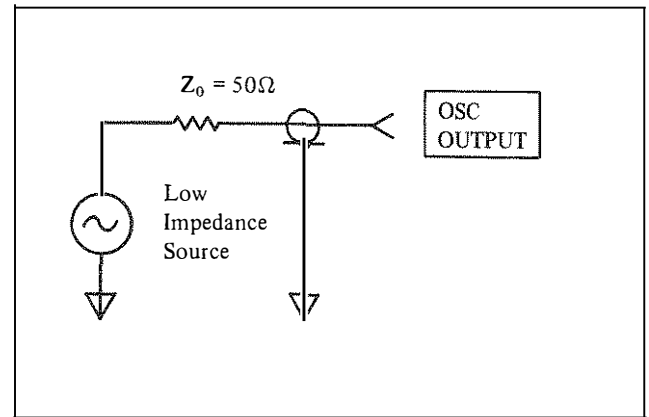 Z₀ = 50Ω
OSC
OUTPUT
Low
Impedance
Source